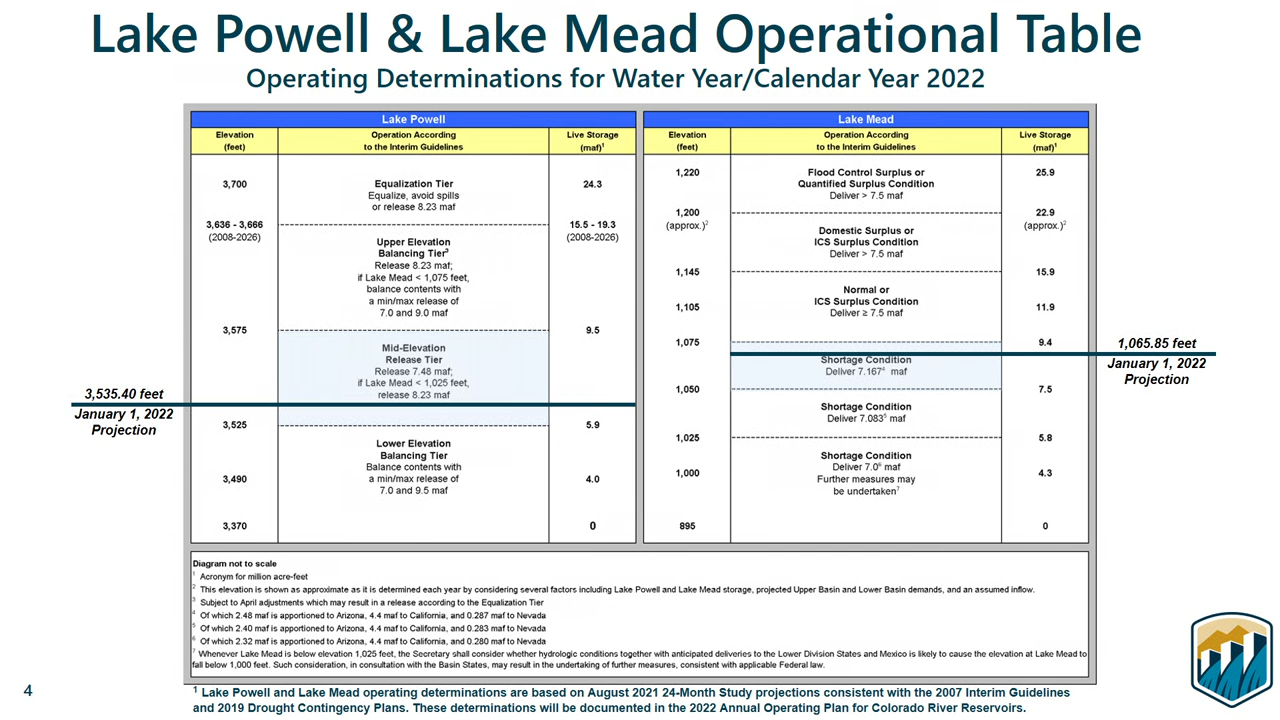 Lake Powell & Lake Mead Operational Table
Operating Determinations for Water Year/Calendar Year 2022
Lake Powell
Elevation
(feet)
Operation According
to the Interim Guidelines
Live Storage
(maf)1
3,700
Equalization Tier
Equalize, avoid spills
or release 8.23 maf
24.3
3,636 - 3,666
(2008-2026)
15.5 - 19.3
(2008-2026)
Upper Elevation
Balancing Tier3
Release 8.23 maf;
if Lake Mead < 1,075 feet,
balance contents with
a min/max release of
7.0 and 9.0 maf
3,575
9.5
Mid-Elevation
Release Tier
Release 7.48 maf;
if Lake Mead < 1,025 feet,
release 8.23 maf
3,535.40 feet
January 1, 2022
Projection
3,525
5.9
Lower Elevation
Balancing Tier
Balance contents with
a min/max release of
7.0 and 9.5 maf
3,490
4.0
3,370
0
Lake Mead
Elevation
(feet)
Operation According
to the Interim Guidelines
Live Storage
(maf)1
1,220
Flood Control Surplus or
Quantified Surplus Condition
Deliver > 7.5 maf
25.9
1,200
(approx.)2
22.9
(approx.)2
Domestic Surplus or
ICS Surplus Condition
Deliver > 7.5 maf
1,145
15.9
Normal or
ICS Surplus Condition
Deliver ≥ 7.5 maf
1,105
11.9
1,075
9.4
1,065.85 feet
January 1, 2022
Projection
Shortage Condition
Deliver 7.1674 maf
1,050
7.5
Shortage Condition
Deliver 7.0835 maf
1,025
5.8
Shortage Condition
Deliver 7.06 maf
Further measures may
be undertaken7
1,000
4.3
895
0
Diagram not to scale
1 Acronym for million acre-feet
2 This elevation is shown as approximate as it is determined each year by considering several factors including Lake Powell and Lake Mead storage, projected Upper Basin and Lower Basin demands, and an assumed inflow.
3 Subject to April adjustments which may result in a release according to the Equalization Tier
4 Of which 2.48 maf is apportioned to Arizona, 4.4 maf to California, and 0.287 maf to Nevada
5 Of which 2.40 maf is apportioned to Arizona, 4.4 maf to California, and 0.283 maf to Nevada
6 Of which 2.32 maf is apportioned to Arizona, 4.4 maf to California, and 0.280 maf to Nevada
7 Whenever Lake Mead is below elevation 1,025 feet, the Secretary shall consider whether hydrologic conditions together with anticipated deliveries to the Lower Division States and Mexico is likely to cause the elevation at Lake Mead to
fall below 1,000 feet. Such consideration, in consultation with the Basin States, may result in the undertaking of further measures, consistent with applicable Federal law.
4
1 Lake Powell and Lake Mead operating determinations are based on August 2021 24-Month Study projections consistent with the 2007 Interim Guidelines
and 2019 Drought Contingency Plans. These determinations will be documented in the 2022 Annual Operating Plan for Colorado River Reservoirs.